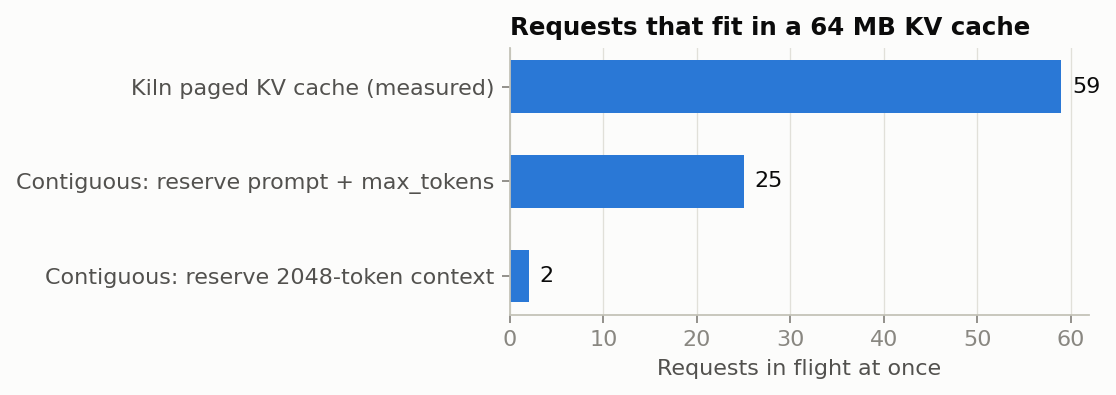 Requests that fit in a 64 MB KV cache
Kiln paged KV cache (measured)
59
Contiguous: reserve prompt + max_tokens
25
Contiguous: reserve 2048-token context
2
0 10 20 30 40 50 60
Requests in flight at once